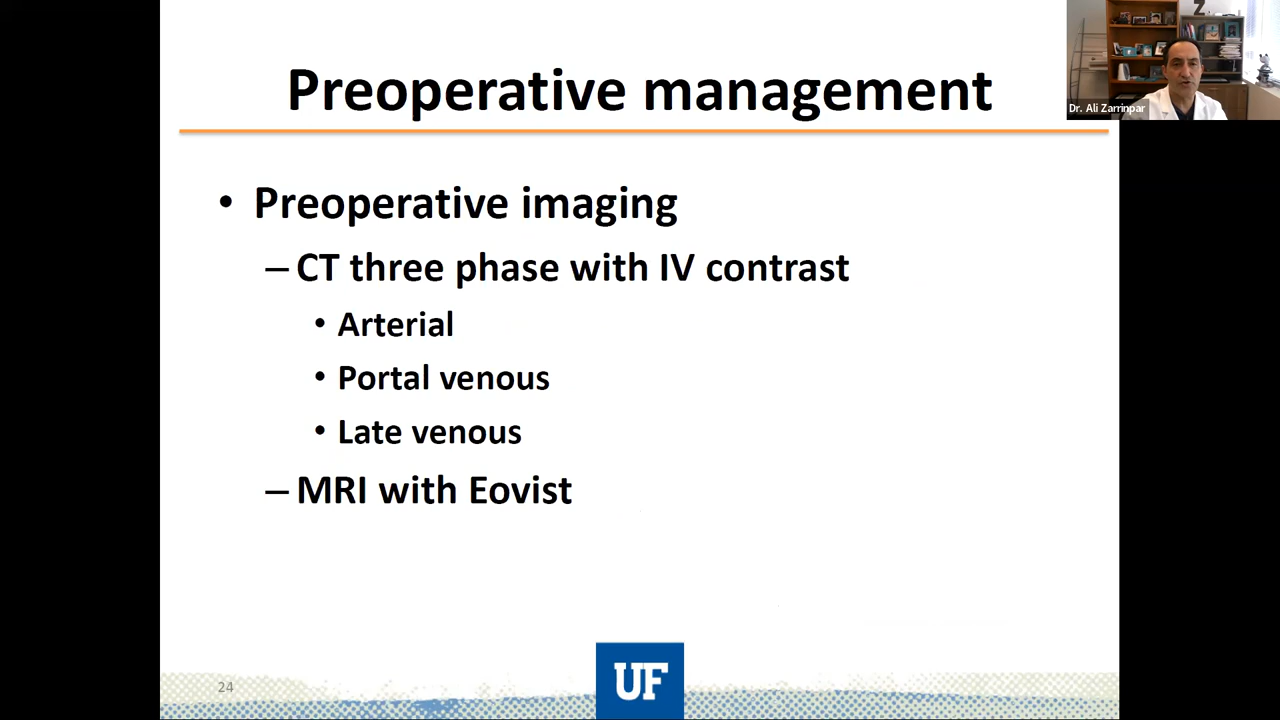 Preoperative management
Dr. Ali Zarrinpar
• Preoperative imaging
– CT three phase with IV contrast
• Arterial
• Portal venous
• Late venous
– MRI with Eovist
24
UF
Z